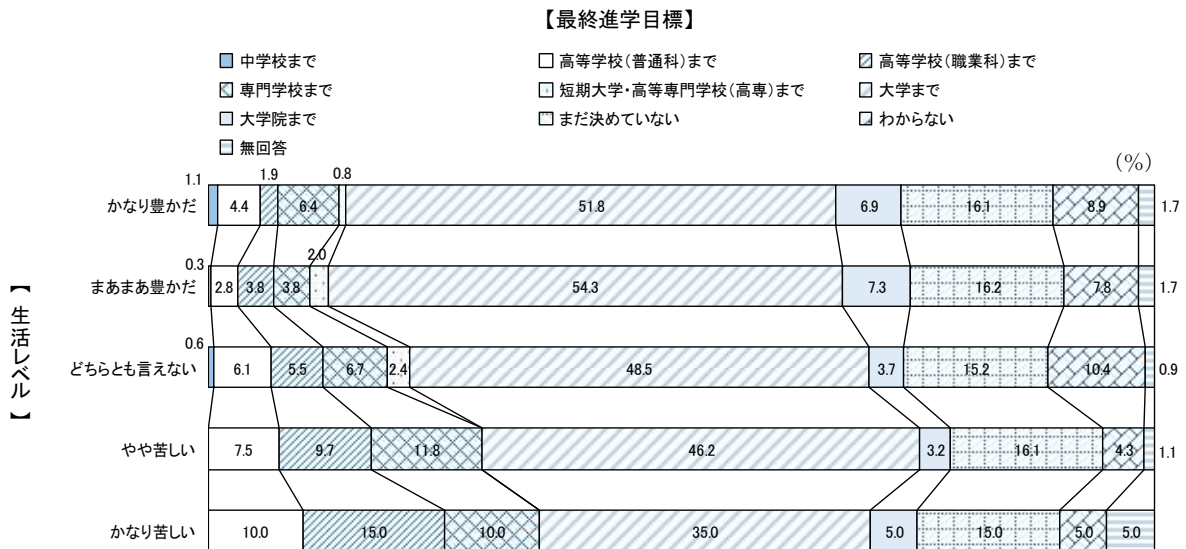 【最終進学目標】
中学校まで 高等学校(普通科)まで 高等学校(職業科)まで
専門学校まで 短期大学・高等専門学校(高専)まで 大学まで
大学院まで まだ決めていない わからない
無回答
(%)
1.1 1.9 0.8
かなり豊かだ 4.4 6.4 51.8 6.9 16.1 8.9 1.7
0.3 2.0
まあまあ豊かだ 2.8 3.8 3.8 54.3 7.3 16.2 7.8 1.7
0.6
どちらとも言えない 6.1 5.5 6.7 2.4 48.5 3.7 15.2 10.4 0.9
やや苦しい 7.5 9.7 11.8 46.2 3.2 16.1 4.3 1.1
かなり苦しい 10.0 15.0 10.0 35.0 5.0 15.0 5.0 5.0
【生活レベル】